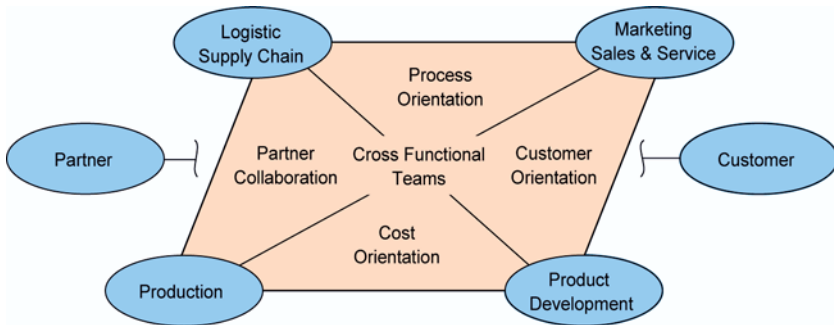 Logistic
Supply Chain
Marketing
Sales & Service
Process
Orientation
Partner
Partner
Collaboration
Cross Functional
Teams
Customer
Orientation
Customer
Cost
Orientation
Production
Product
Development